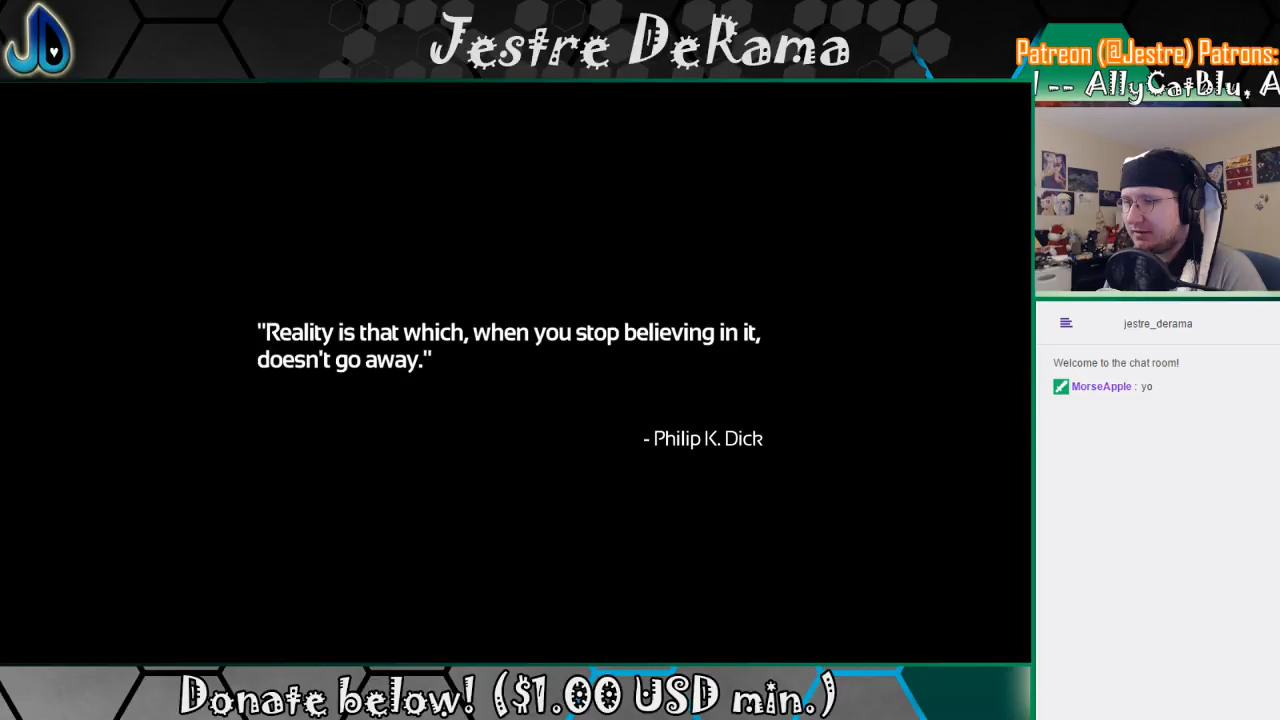 JD
Jestre DeRama
Patreon (@Jestre) Patrons:
-- AllyCatBlu, A
"Reality is that which, when you stop believing in it,
doesn't go away."
- Philip K. Dick
jestre_derama
Welcome to the chat room!
MorseApple : yo
Donate below! ($1.00 USD min.)